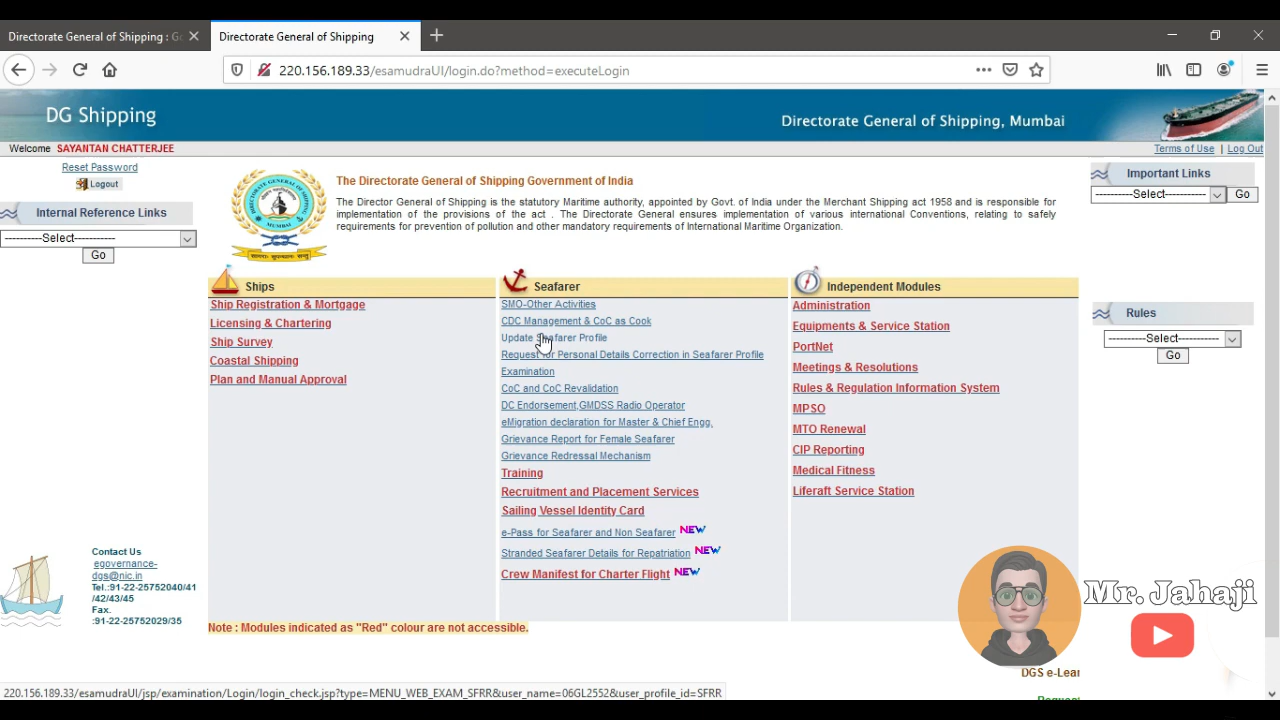 Directorate General of Shipping : Go
Directorate General of Shipping
220.156.189.33/esamudraUI/login.do?method=executeLogin
DG Shipping
Directorate General of Shipping, Mumbai
Welcome SAYANTAN CHATTERJEE
Terms of Use | Log Out
Reset Password
Logout
Internal Reference Links
----------Select-----------
Go
The Directorate General of Shipping Government of India
The Director General of Shipping is the statutory Maritime authority, appointed by Govt. of India under the Merchant Shipping act 1958 and is responsible for
implementation of the provisions of the act . The Directorate General ensures implementation of various international Conventions, relating to safely
requirements for prevention of pollution and other mandatory requirements of International Maritime Organization.
Important Links
----------Select-----------
Go
Ships
Ship Registration & Mortgage
Licensing & Chartering
Ship Survey
Coastal Shipping
Plan and Manual Approval
Seafarer
SMO-Other Activities
CDC Management & CoC as Cook
Update Seafarer Profile
Request for Personal Details Correction in Seafarer Profile
Examination
CoC and CoC Revalidation
DC Endorsement,GMDSS Radio Operator
eMigration declaration for Master & Chief Engg.
Grievance Report for Female Seafarer
Grievance Redressal Mechanism
Training
Recruitment and Placement Services
Sailing Vessel Identity Card
e-Pass for Seafarer and Non Seafarer NEW
Stranded Seafarer Details for Repatriation NEW
Crew Manifest for Charter Flight NEW
Independent Modules
Administration
Equipments & Service Station
PortNet
Meetings & Resolutions
Rules & Regulation Information System
MPSO
MTO Renewal
CIP Reporting
Medical Fitness
Liferaft Service Station
Rules
----------Select-----------
Go
Contact Us
egovernance-
dgs@nic.in
Tel.:91-22-25752040/41
/42/43/45
Fax.
:91-22-25752029/35
Note : Modules indicated as "Red" colour are not accessible.
Mr. Jahaji
DGS e-Lear
220.156.189.33/esamudraUI/jsp/examination/Login/login_check.jsp?type=MENU_WEB_EXAM_SFRR&user_name=06GL2552&user_profile_id=SFRR